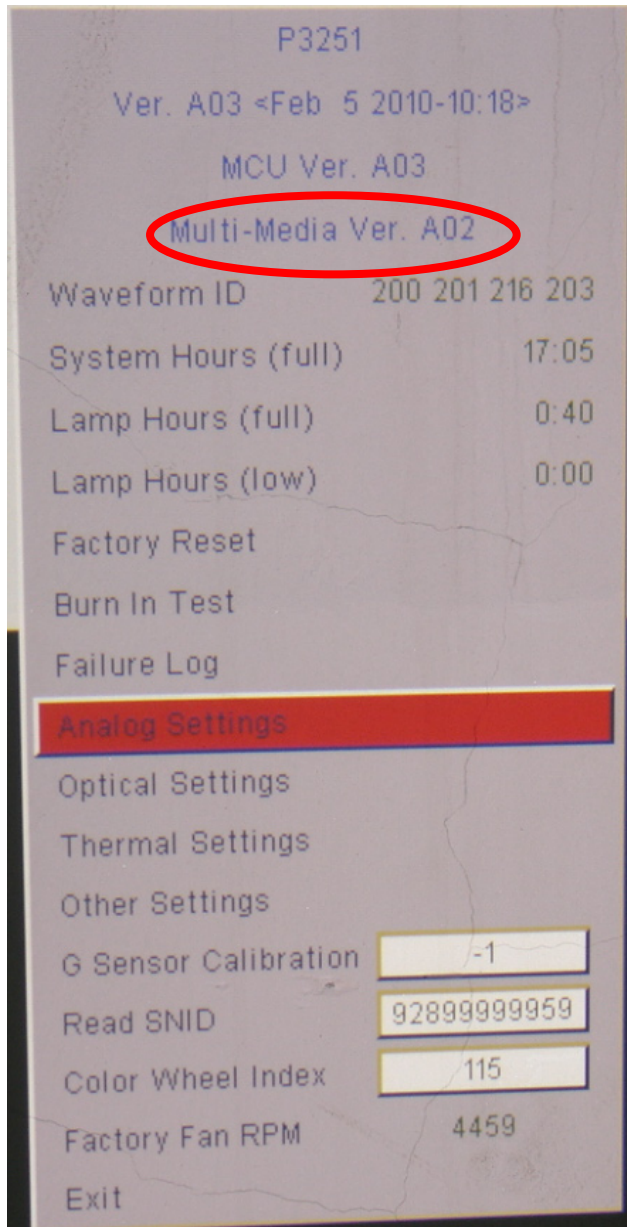 P3251
Ver. A03 <Feb 5 2010-10:18>
MCU Ver. A03
Multi-Media Ver. A02
Waveform ID 200 201 216 203
System Hours (full) 17:05
Lamp Hours (full) 0:40
Lamp Hours (low) 0:00
Factory Reset
Burn In Test
Failure Log
Analog Settings
Optical Settings
Thermal Settings
Other Settings
G Sensor Calibration -1
Read SNID 92899999959
Color Wheel Index 115
Factory Fan RPM 4459
Exit